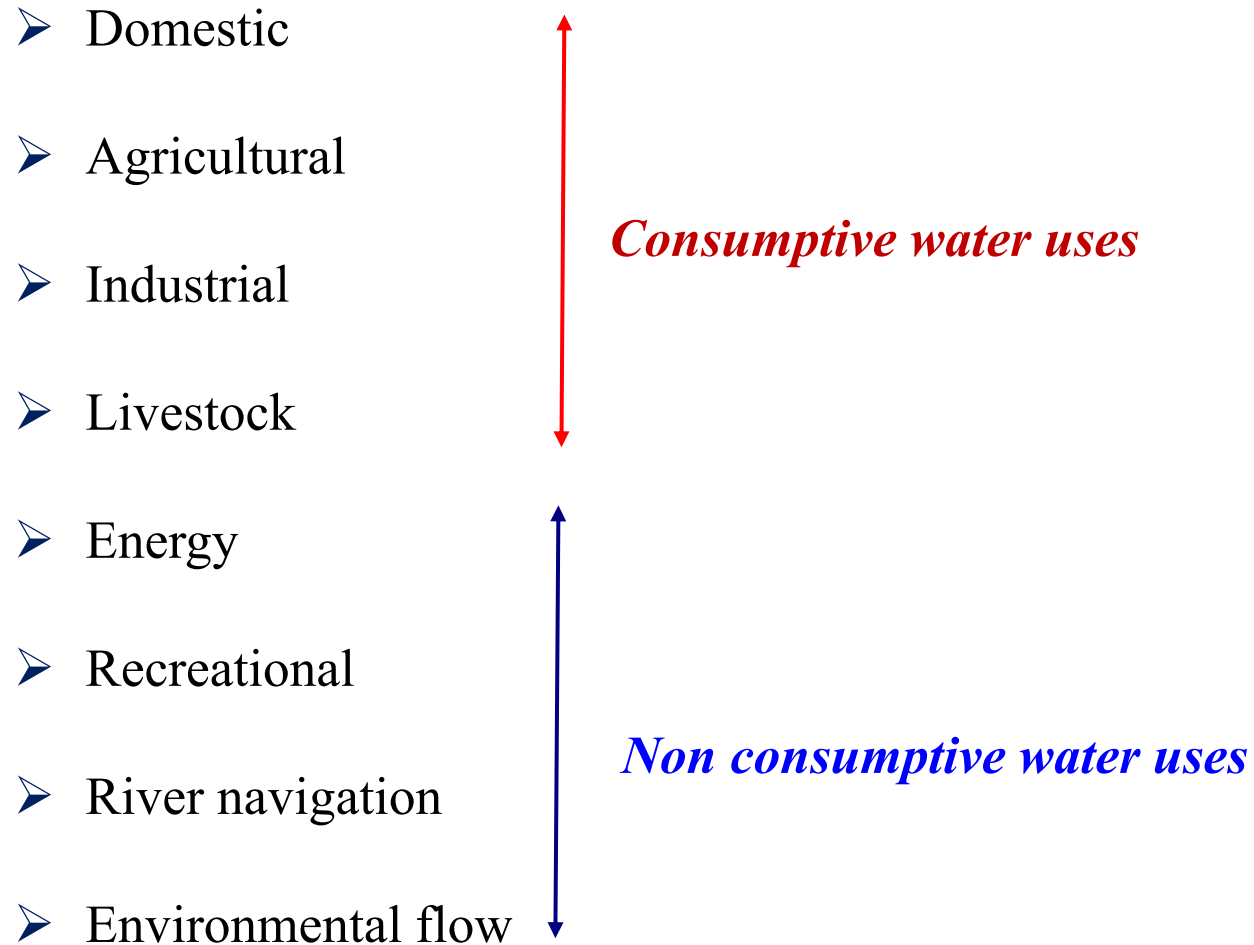 Domestic
Agricultural
Consumptive water uses
Industrial
Livestock
Energy
Recreational
Non consumptive water uses
River navigation
Environmental flow